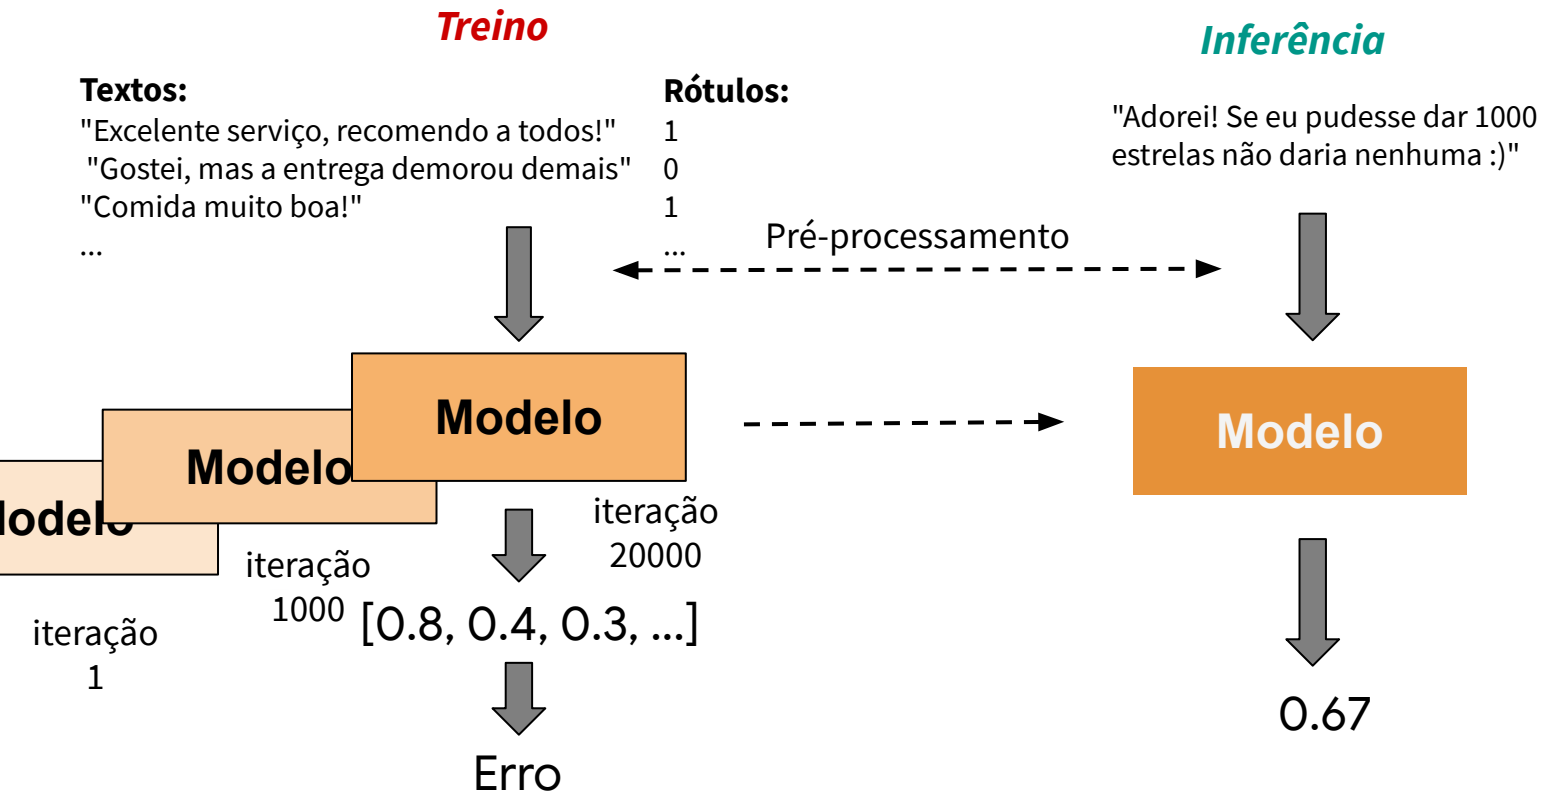 Treino
Inferência
Textos:
"Excelente serviço, recomendo a todos!"
"Gostei, mas a entrega demorou demais"
"Comida muito boa!"
...
Rótulos:
1
0
1
...
"Adorei! Se eu pudesse dar 1000
estrelas não daria nenhuma :)"
Pré-processamento
Modelo
Modelo
odelo
Modelo
iteração
20000
iteração
1000
iteração
1
[0.8, 0.4, 0.3, ...]
Erro
0.67